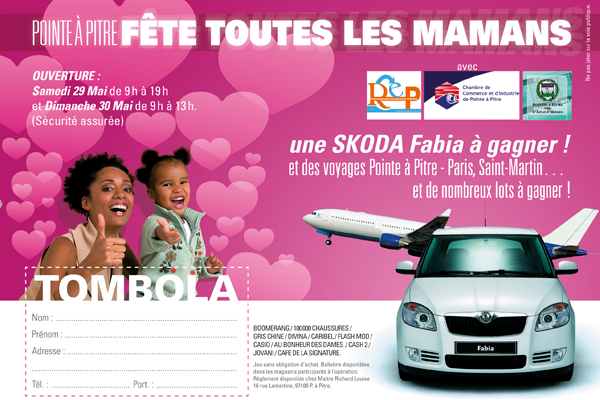 POINTE À PITRE FÊTE TOUTES LES MAMANS
OUVERTURE :
Samedi 29 Mai de 9h à 19h
et Dimanche 30 Mai de 9h à 13h.
(Sécurité assurée)
avec
Chambre de
Commerce et d'Industrie
de Pointe à Pitre
une SKODA Fabia à gagner !
et des voyages Pointe à Pitre - Paris, Saint-Martin . . .
et de nombreux lots à gagner !
TOMBOLA
Nom :
Prénom :
Adresse :
Tél. : Port. :
BOOMERANG / 100 000 CHAUSSURES /
GRIS CHINE / DIVINA / CARIBEL / FLASH MOD /
CASIO / AU BONHEUR DES DAMES / CASH 2 /
JOVANI / CAFE DE LA SIGNATURE.
Jeu sans obligation d'achat. Bulletins disponibles
dans les magasins participants à l'opération.
Règlement disponible chez Maitre Richard Louise
16 rue Lamartine, 97100 P. à Pitre.
Fabia
Ne pas jeter sur la voie publique